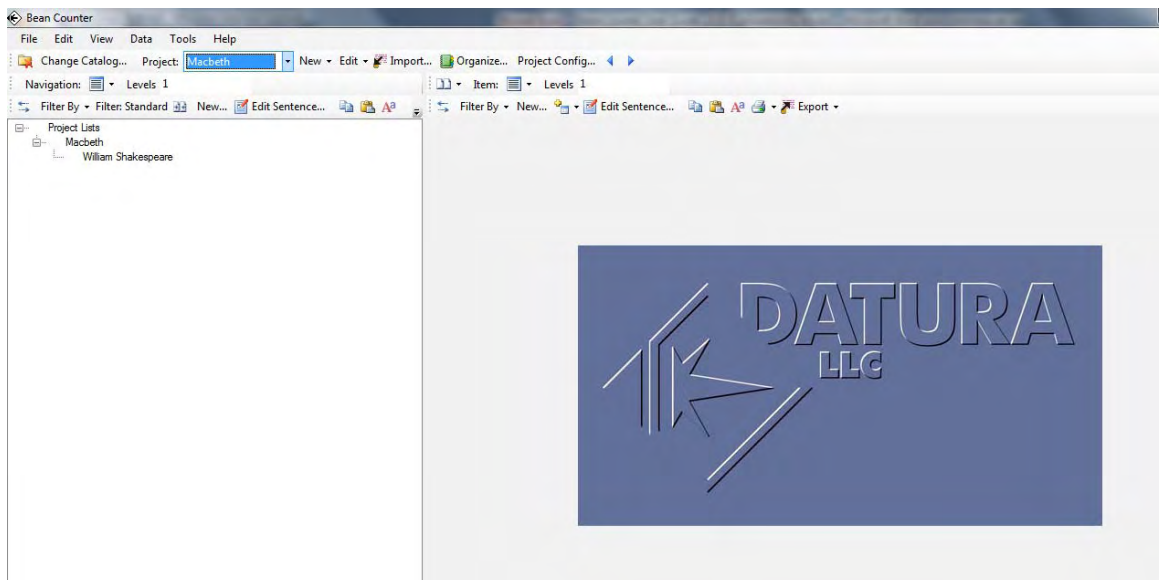 Bean Counter
File Edit View Data Tools Help
Change Catalog... Project: Macbeth New Edit Import... Organize... Project Config...
Navigation: Levels 1 Item: Levels 1
Filter By Filter: Standard New... Edit Sentence... Aa Filter By New... Edit Sentence... Aa Export
Project Lists
Macbeth
William Shakespeare
DATURA
LLC